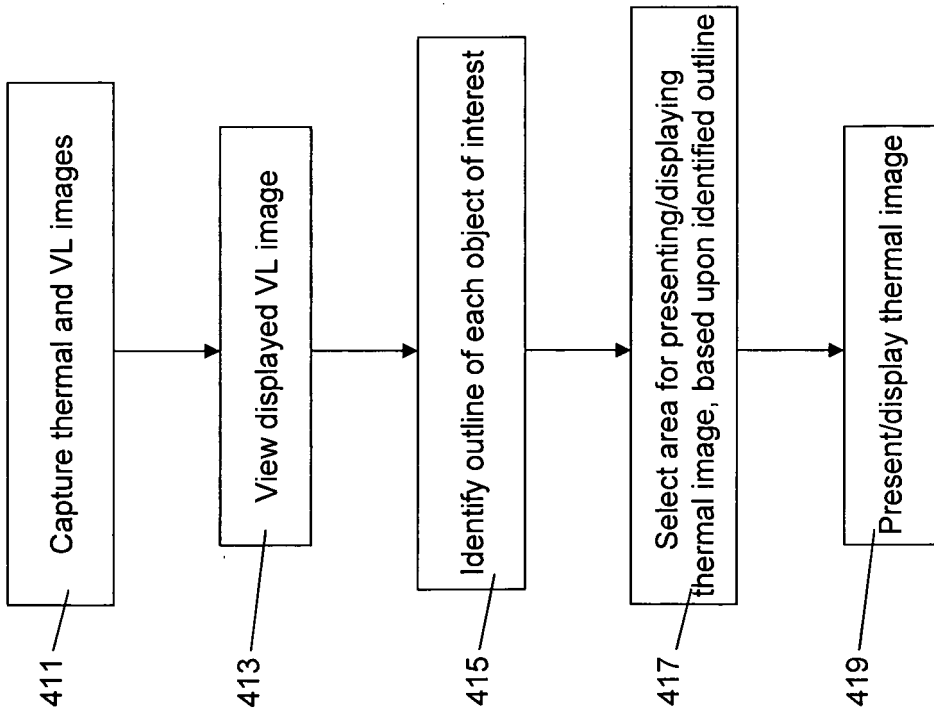 411
Capture thermal and VL images
413
View displayed VL image
415
Identify outline of each object of interest
417
Select area for presenting/displaying
thermal image, based upon identified outline
419
Present/display thermal image